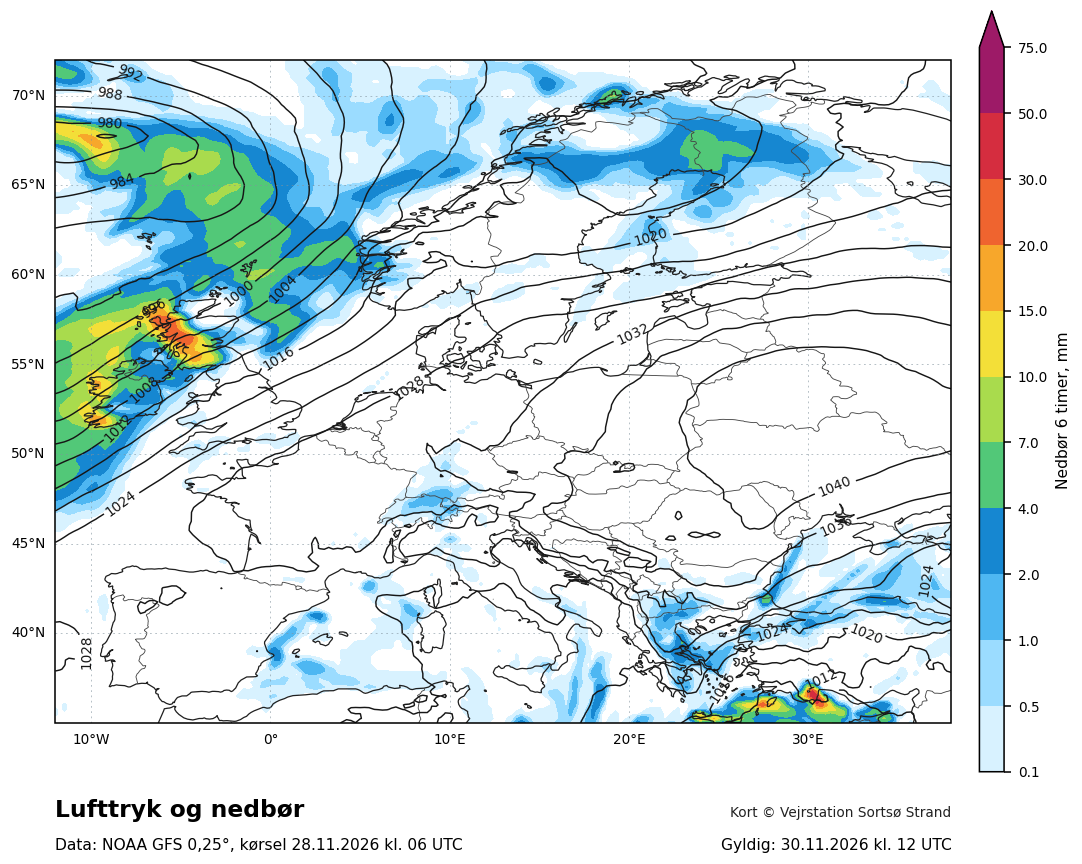 992
988
980
984
996
1000
1004
1008
1012
1016
1020
1024
1028
1032
1040
1036
1024
1024
1020
1028
1016
1012
70°N
65°N
60°N
55°N
50°N
45°N
40°N
10°W
0°
10°E
20°E
30°E
75.0
50.0
30.0
20.0
15.0
10.0
7.0
4.0
2.0
1.0
0.5
0.1
Nedbør 6 timer, mm
Lufttryk og nedbør
Kort © Vejrstation Sortsø Strand
Data: NOAA GFS 0,25°, kørsel 28.11.2026 kl. 06 UTC
Gyldig: 30.11.2026 kl. 12 UTC